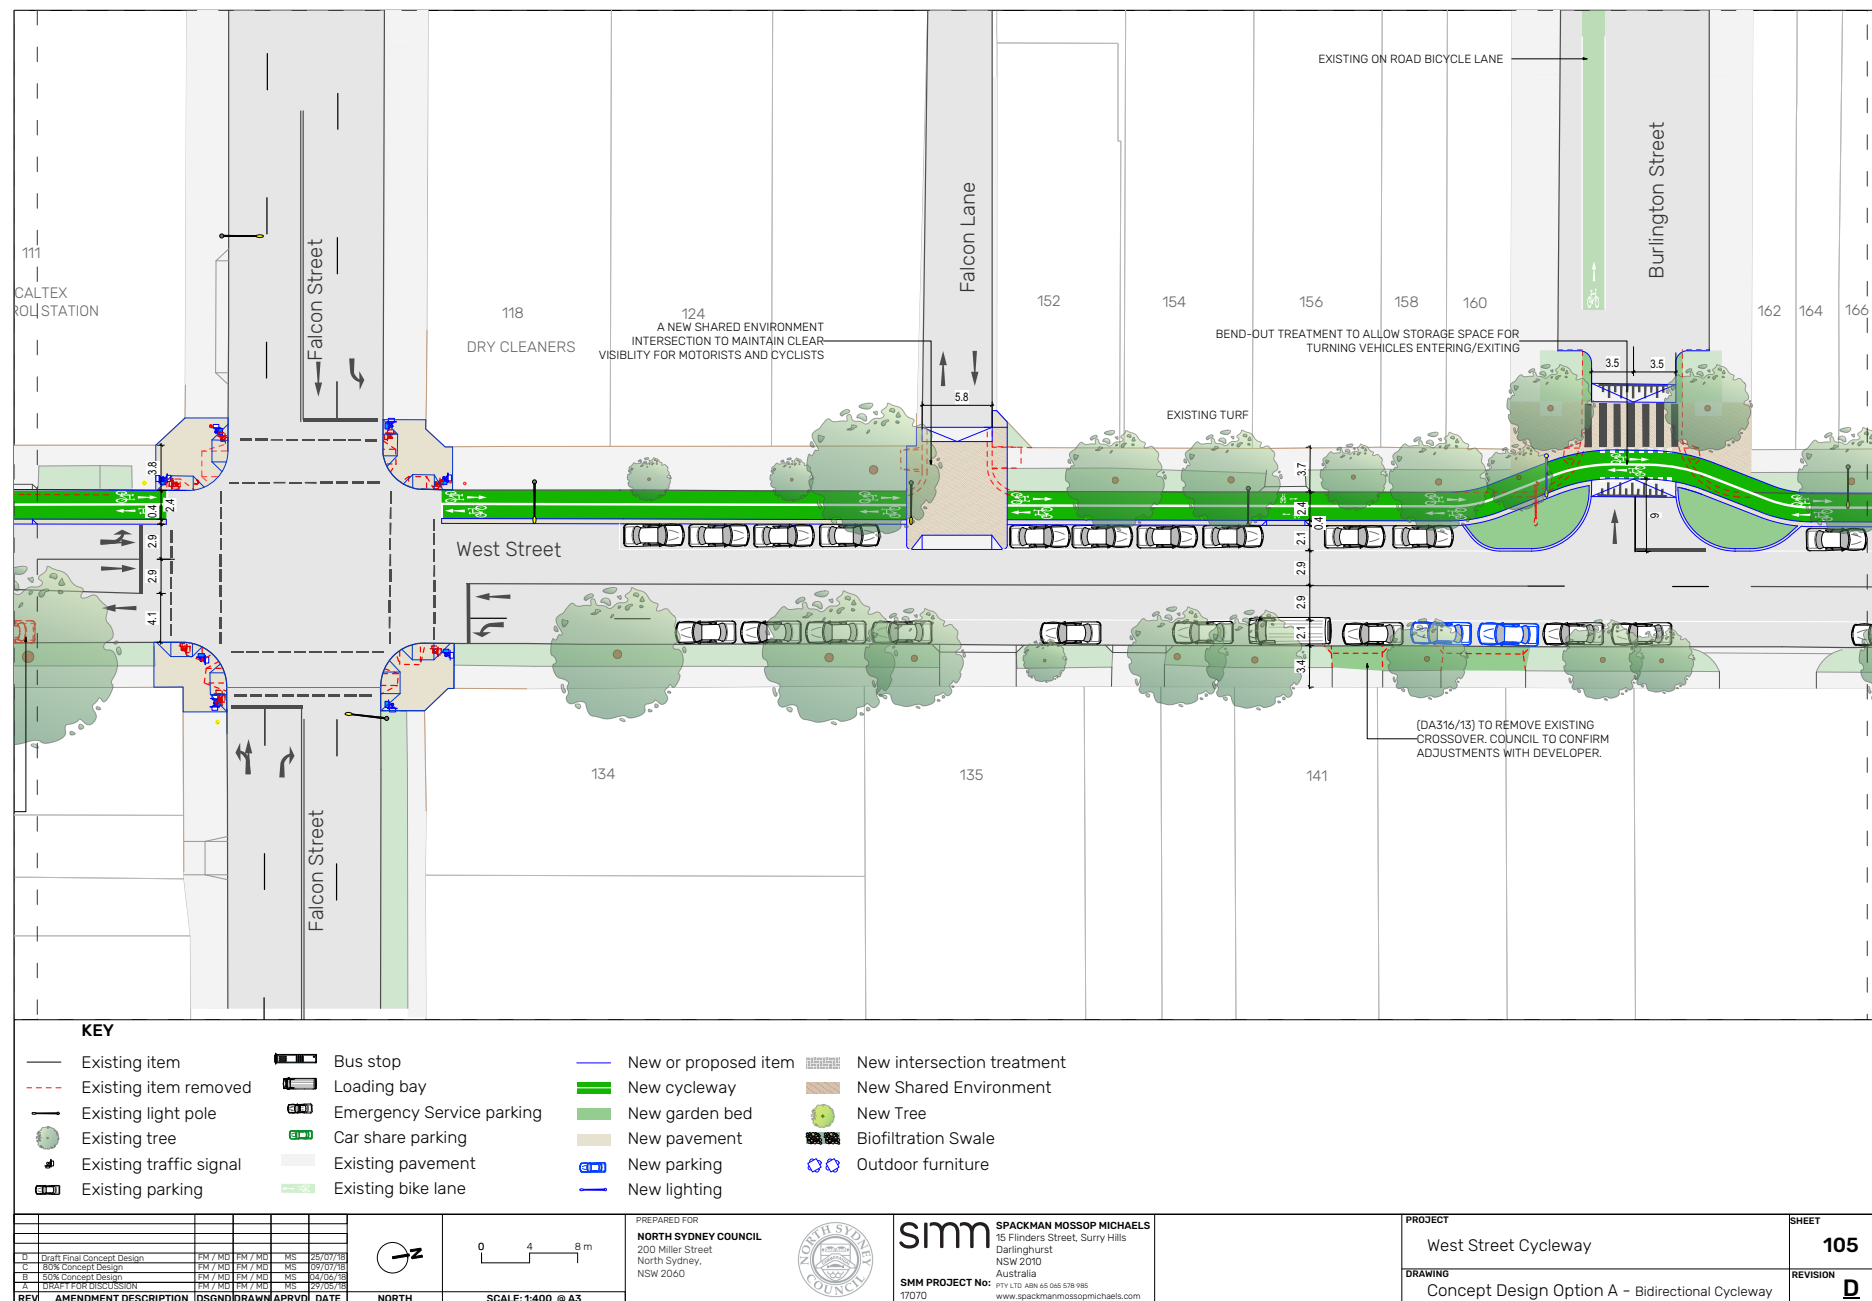 EXISTING ON ROAD BICYCLE LANE
Burlington Street
Falcon Lane
Falcon Street
111
CALTEX
ROL STATION
118
DRY CLEANERS
124
A NEW SHARED ENVIRONMENT
INTERSECTION TO MAINTAIN CLEAR
VISIBLITY FOR MOTORISTS AND CYCLISTS
152
154
156
158
160
162
164
166
BEND-OUT TREATMENT TO ALLOW STORAGE SPACE FOR
TURNING VEHICLES ENTERING/EXITING
3.5
3.5
5.8
EXISTING TURF
3.8
2.4
0.4
2.9
2.9
4.1
3.7
2.4
0.4
2.1
2.9
2.9
2.1
3.4
9
West Street
(DA316/13) TO REMOVE EXISTING
CROSSOVER. COUNCIL TO CONFIRM
ADJUSTMENTS WITH DEVELOPER.
134
135
141
Falcon Street
KEY
Existing item
Existing item removed
Existing light pole
Existing tree
Existing traffic signal
Existing parking
Bus stop
Loading bay
Emergency Service parking
Car share parking
Existing pavement
Existing bike lane
New or proposed item
New cycleway
New garden bed
New pavement
New parking
New lighting
New intersection treatment
New Shared Environment
New Tree
Biofiltration Swale
Outdoor furniture
D Draft Final Concept Design FM / MD FM / MD MS 25/07/18
C 80% Concept Design FM / MD FM / MD MS 09/07/18
B 50% Concept Design FM / MD FM / MD MS 04/06/18
A DRAFT FOR DISCUSSION FM / MD FM / MD MS 29/05/18
REV AMENDMENT DESCRIPTION DSGND DRAWN APRVD DATE
N
NORTH
0 4 8 m
SCALE: 1:400 @ A3
PREPARED FOR
NORTH SYDNEY COUNCIL
200 Miller Street
North Sydney,
NSW 2060
NORTH SYDNEY
COUNCIL
smm
SPACKMAN MOSSOP MICHAELS
15 Flinders Street, Surry Hills
Darlinghurst
NSW 2010
Australia
PTY LTD ABN 65 065 578 985
www.spackmanmossopmichaels.com
SMM PROJECT No:
17070
PROJECT
West Street Cycleway
DRAWING
Concept Design Option A - Bidirectional Cycleway
SHEET
105
REVISION
D